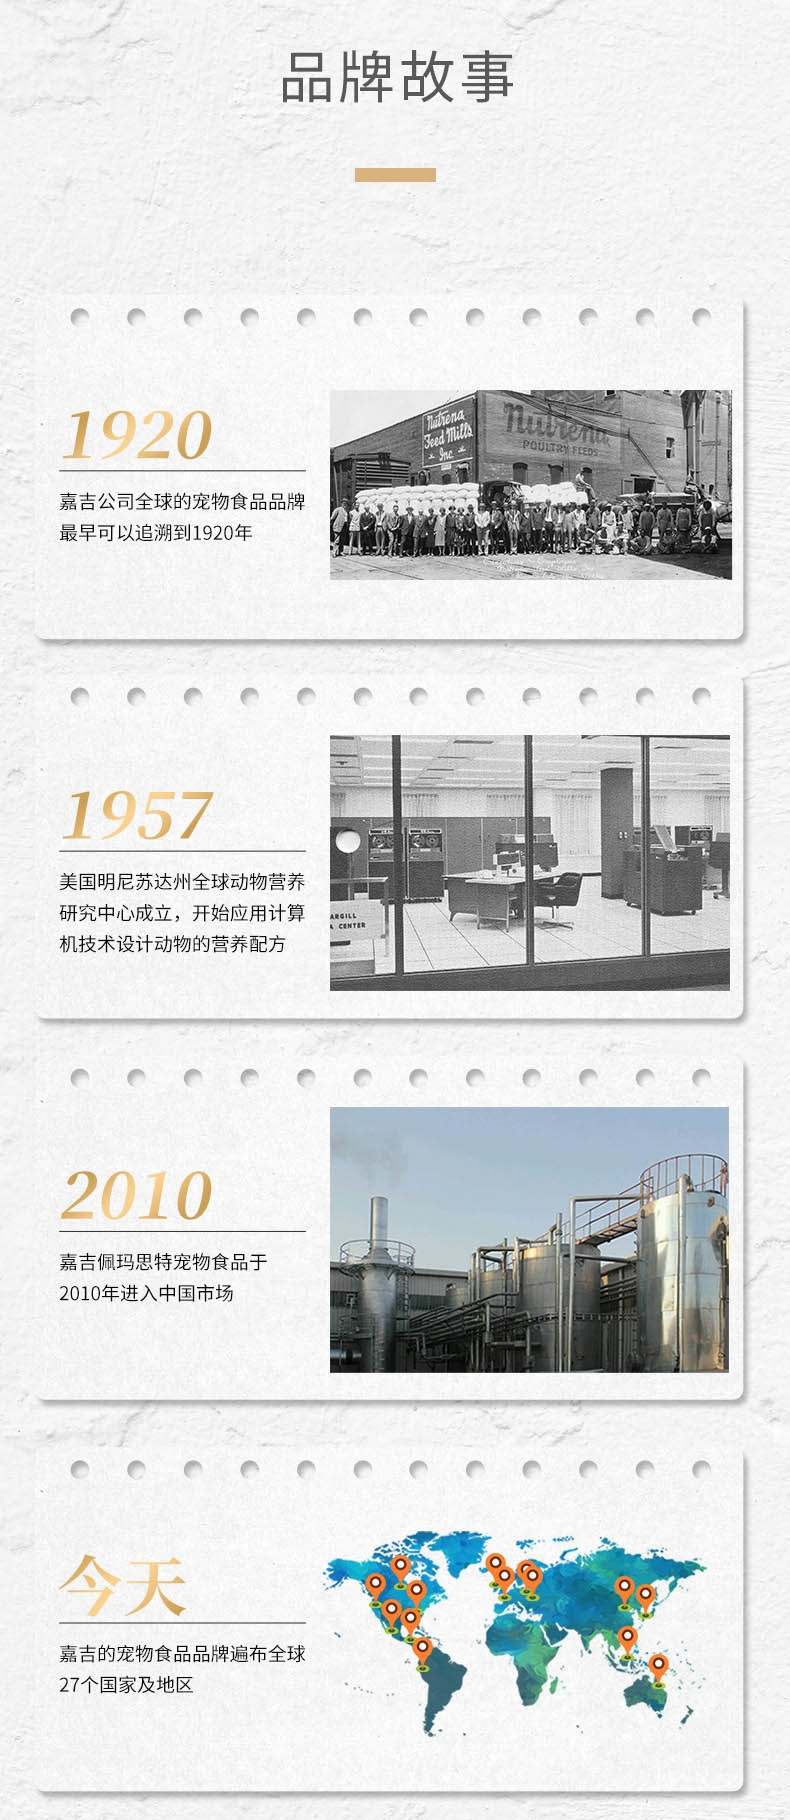 品牌故事
1920
嘉吉公司全球的宠物食品品牌
最早可以追溯到1920年
Nutrena
Feed Mills
Inc.
Nutrena
POULTRY FEEDS
1957
美国明尼苏达州全球动物营养
研究中心成立，开始应用计算
机技术设计动物的营养配方
ARGILL
A CENTER
2010
嘉吉佩玛思特宠物食品于
2010年进入中国市场
今天
嘉吉的宠物食品品牌遍布全球
27个国家及地区